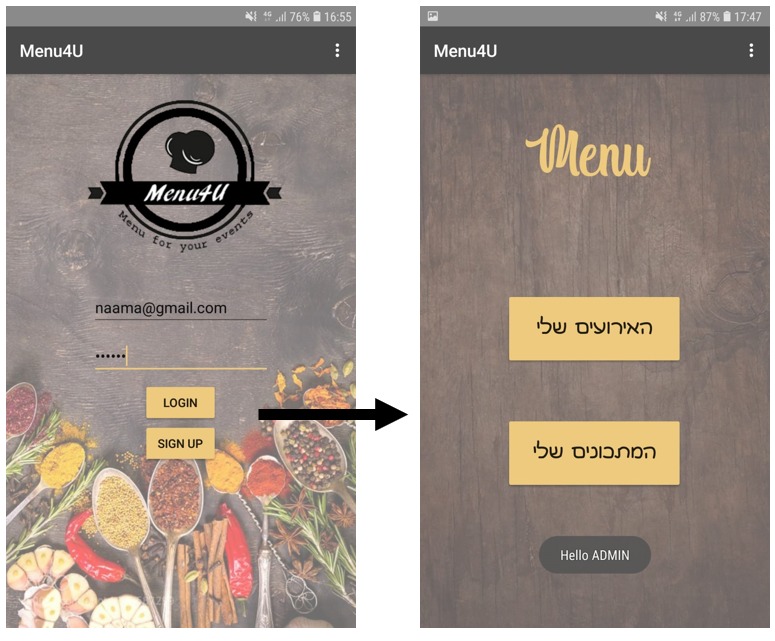 4G 76% 16:55
Menu4U
Menu4U
Menu for your events
naama@gmail.com
••••••
LOGIN
SIGN UP
4G 87% 17:47
Menu4U
Menu
האירועים שלי
המתכונים שלי
Hello ADMIN